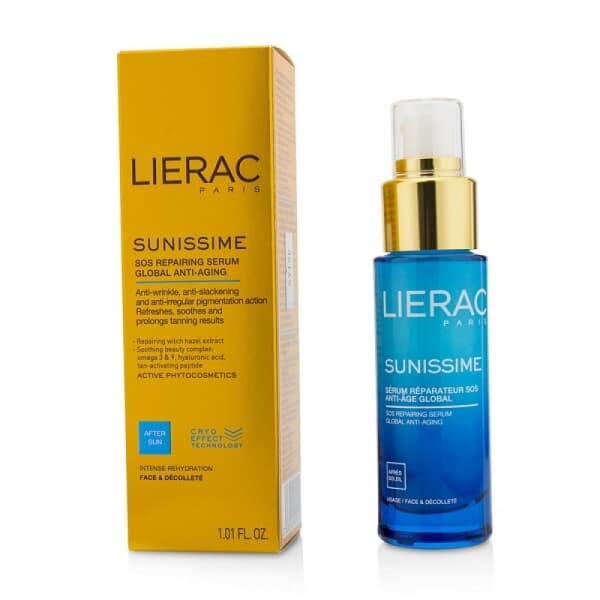 LIERAC
PARIS
SUNISSIME
SOS REPAIRING SERUM
GLOBAL ANTI-AGING
Anti-wrinkle, anti-slackening
and anti-irregular pigmentation action
Refreshes, soothes and
prolongs tanning results
- Repairing witch hazel extract
- Soothing beauty complex:
omega 3 & 9, hyaluronic acid,
tan-activating peptide
ACTIVE PHYTOCOSMETICS
AFTER
SUN
CRYO
EFFECT
TECHNOLOGY
INTENSE REHYDRATION
FACE & DÉCOLLETÉ
1.01 FL. OZ.
LIERAC
PARIS
SUNISSIME
SÉRUM RÉPARATEUR SOS
ANTI-ÂGE GLOBAL
SOS REPAIRING SERUM
GLOBAL ANTI-AGING
APRÈS
SOLEIL
VISAGE / FACE & DÉCOLLETÉ